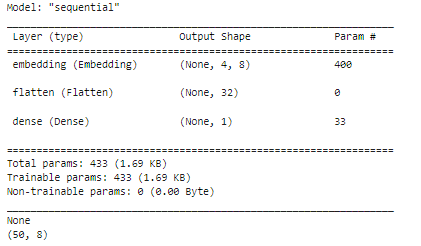 Model: "sequential"
Layer (type) Output Shape Param #
embedding (Embedding) (None, 4, 8) 400
flatten (Flatten) (None, 32) 0
dense (Dense) (None, 1) 33
Total params: 433 (1.69 KB)
Trainable params: 433 (1.69 KB)
Non-trainable params: 0 (0.00 Byte)
None
(50, 8)